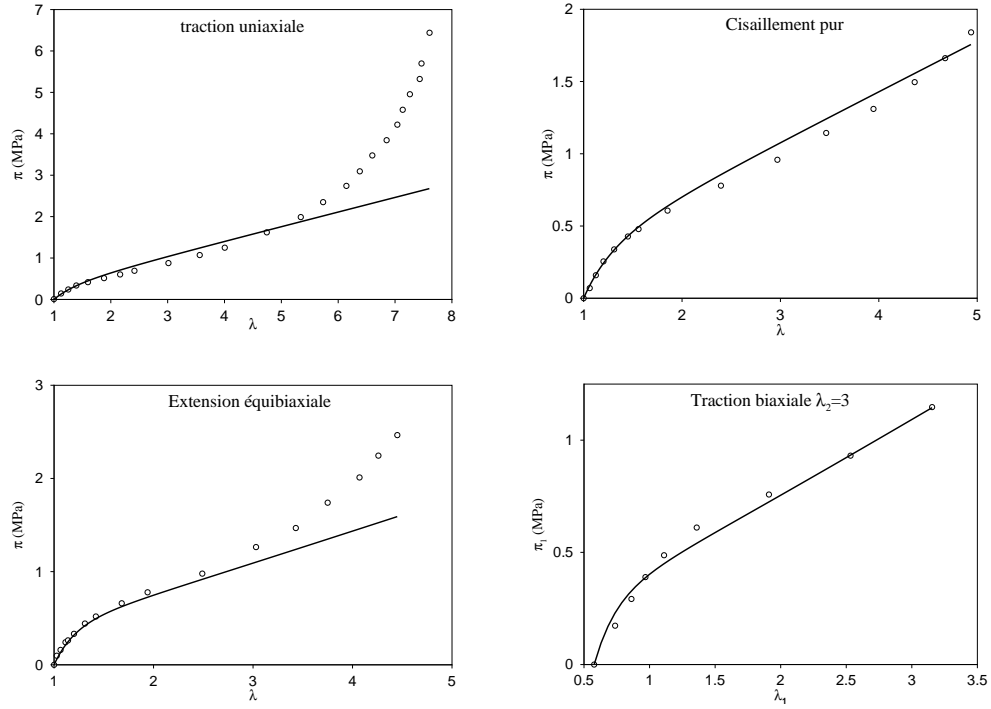 traction uniaxiale
π (MPa)
7
6
5
4
3
2
1
0
1 2 3 4 5 6 7 8
λ
Cisaillement pur
π (MPa)
2
1.5
1
0.5
0
1 2 3 4 5
λ
Extension équibiaxiale
π (MPa)
3
2
1
0
1 2 3 4 5
λ
Traction biaxiale λ₂=3
π₁ (MPa)
1
0.5
0
0.5 1 1.5 2 2.5 3 3.5
λ₁